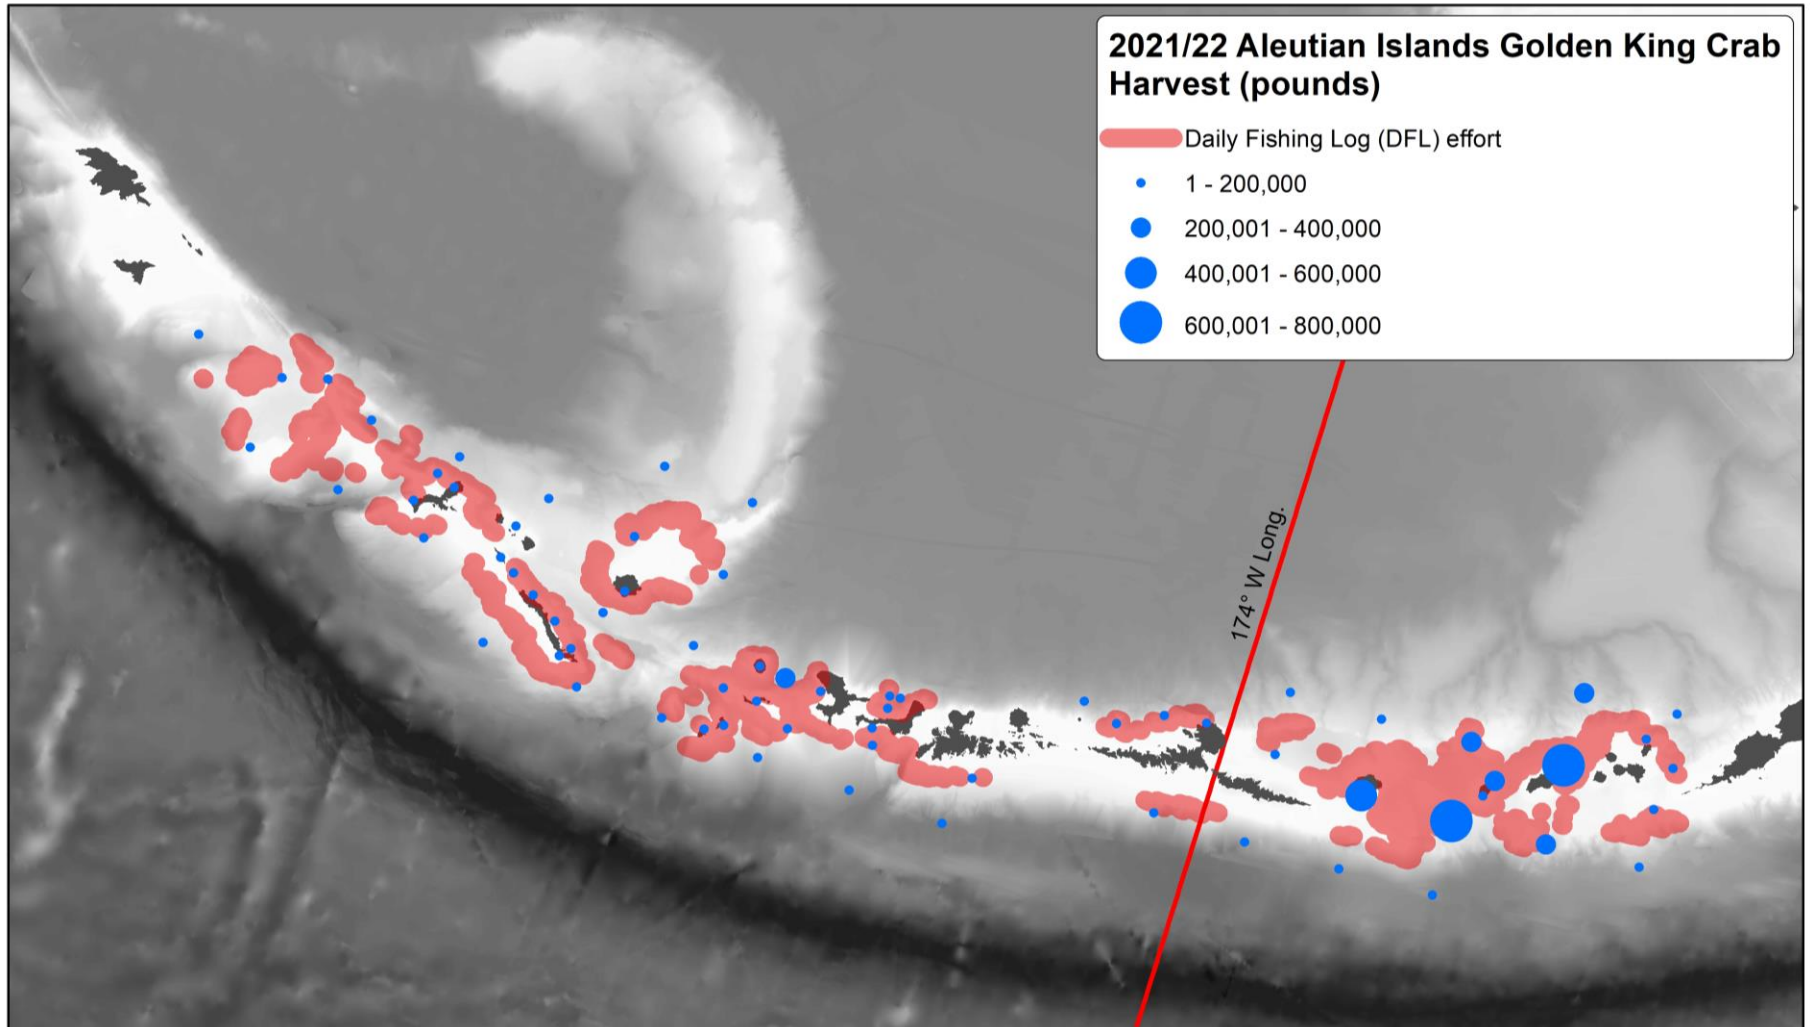 2021/22 Aleutian Islands Golden King Crab
Harvest (pounds)
Daily Fishing Log (DFL) effort
1 - 200,000
200,001 - 400,000
400,001 - 600,000
600,001 - 800,000
174° W Long.